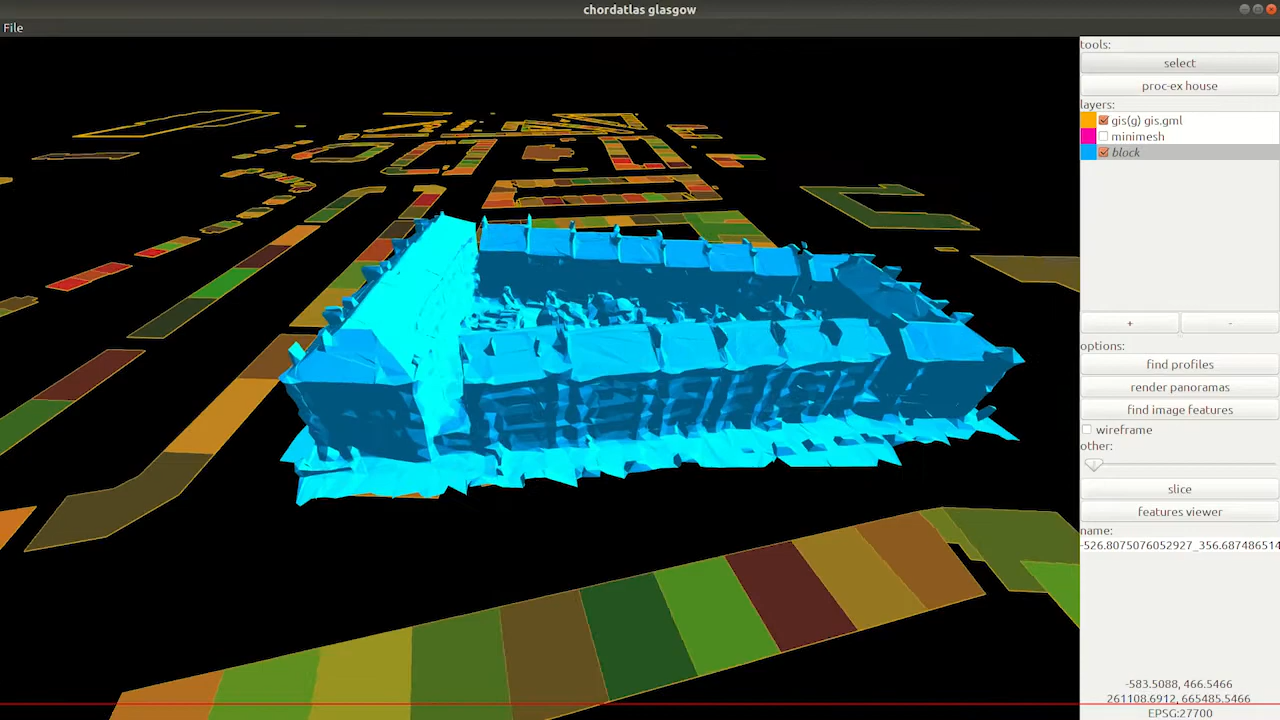 chordatlas glasgow
File
tools:
select
proc-ex house
layers:
gis(g) gis.gml
minimesh
block
+
-
options:
find profiles
render panoramas
find image features
wireframe
other:
slice
features viewer
name:
-526.8075076052927_356.687486514
-583.5088, 466.5466
261108.6912, 665485.5466
EPSG:27700